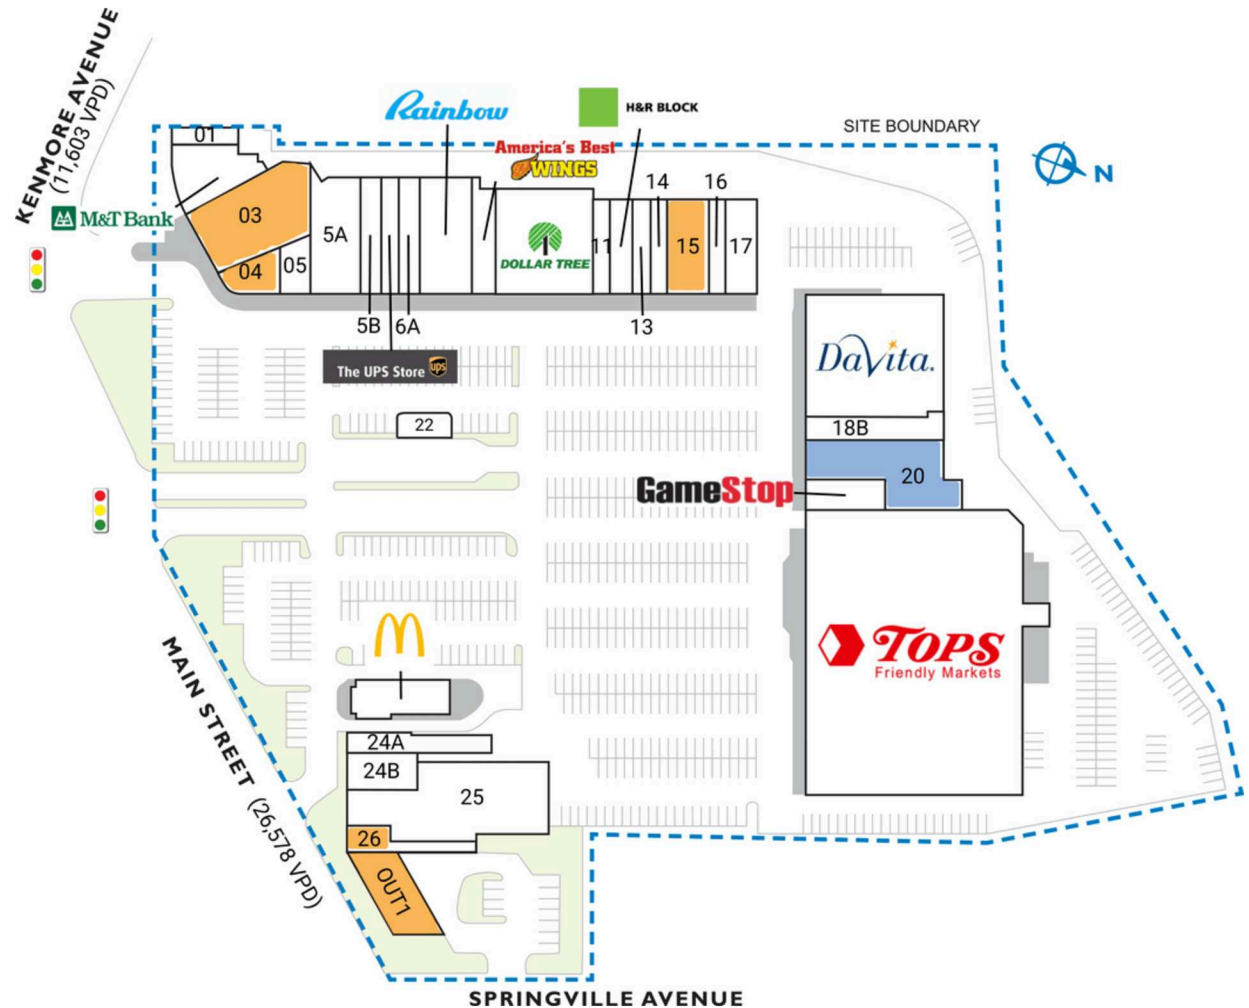 KENMORE AVENUE
(11,603 VPD)
Rainbow
H&R BLOCK
SITE BOUNDARY
America's Best
WINGS
N
01
14
16
M&T Bank
03
5A
11
15
17
04
05
DOLLAR TREE
5B
6A
13
The UPS Store
ups
DaVita.
22
18B
20
GameStop
TOPS
Friendly Markets
MAIN STREET (26,578 VPD)
24A
24B
25
26
OUT1
SPRINGVILLE AVENUE